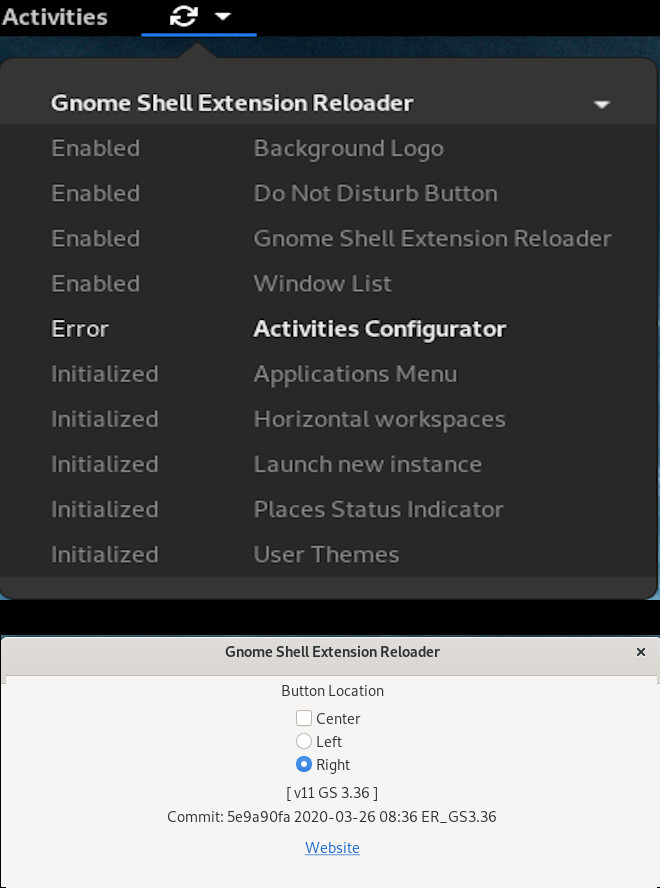 Activities
Gnome Shell Extension Reloader
Enabled Background Logo
Enabled Do Not Disturb Button
Enabled Gnome Shell Extension Reloader
Enabled Window List
Error Activities Configurator
Initialized Applications Menu
Initialized Horizontal workspaces
Initialized Launch new instance
Initialized Places Status Indicator
Initialized User Themes
Gnome Shell Extension Reloader
Button Location
Center
Left
Right
[ v11 GS 3.36 ]
Commit: 5e9a90fa 2020-03-26 08:36 ER_GS3.36
Website